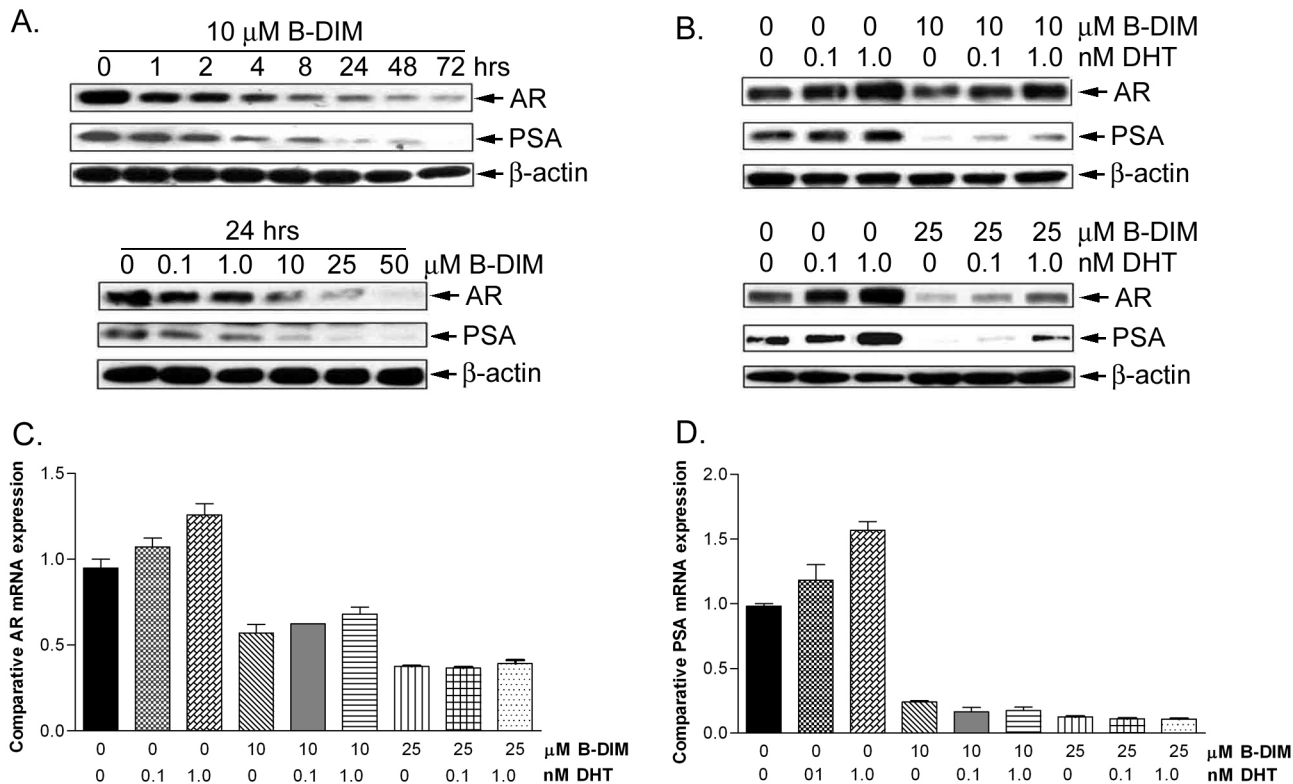 A.
10 μM B-DIM
0 1 2 4 8 24 48 72 hrs
AR
PSA
β-actin
24 hrs
0 0.1 1.0 10 25 50 μM B-DIM
AR
PSA
β-actin
B.
0 0 0 10 10 10 μM B-DIM
0 0.1 1.0 0 0.1 1.0 nM DHT
AR
PSA
β-actin
0 0 0 25 25 25 μM B-DIM
0 0.1 1.0 0 0.1 1.0 nM DHT
AR
PSA
β-actin
C.
Comparative AR mRNA expression
1.5
1.0
0.5
0.0
0 0 0 10 10 10 25 25 25 μM B-DIM
0 0.1 1.0 0 0.1 1.0 0 0.1 1.0 nM DHT
D.
Comparative PSA mRNA expression
2.0
1.5
1.0
0.5
0.0
0 0 0 10 10 10 25 25 25 μM B-DIM
0 01 1.0 0 0.1 1.0 0 0.1 1.0 nM DHT